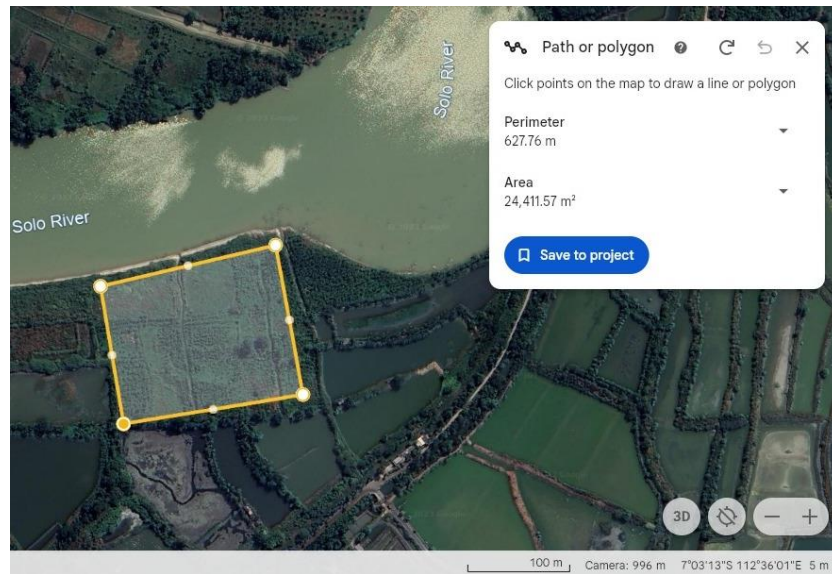 Solo River
Solo River
Path or polygon
Click points on the map to draw a line or polygon
Perimeter
627.76 m
Area
24,411.57 m²
Save to project
3D
100 m
Camera: 996 m
7°03'13"S 112°36'01"E
5 m